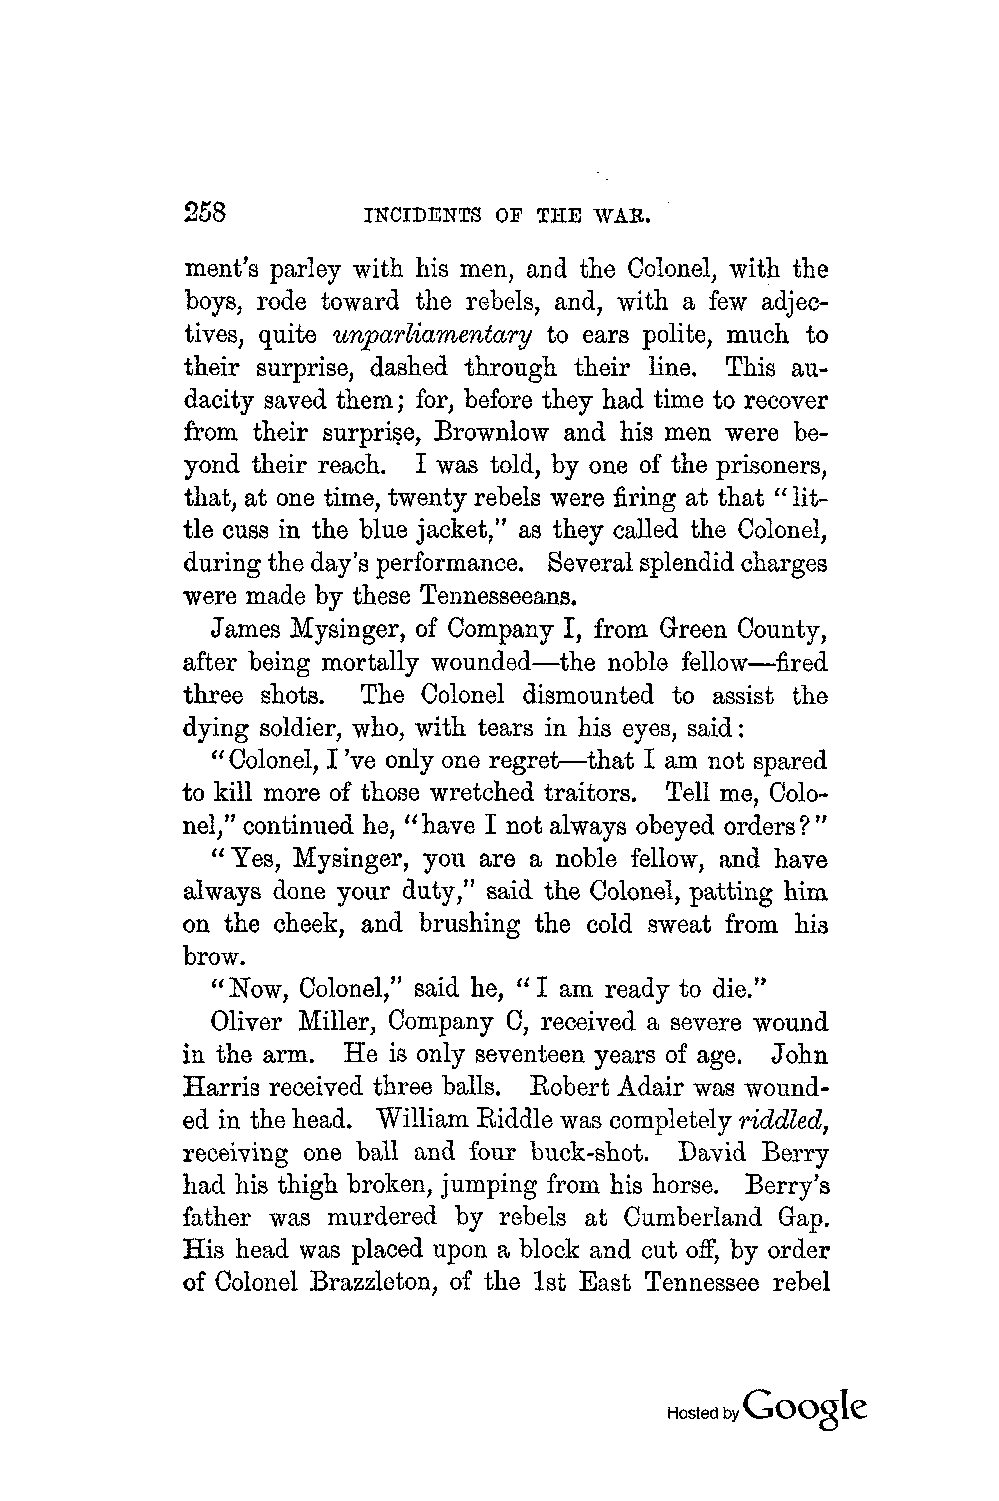 258 INCIDENTS OF THE WAR.
ment's parley with his men, and the Colonel, with the
boys, rode toward the rebels, and, with a few adjec-
tives, quite unparliamentary to ears polite, much to
their surprise, dashed through their line. This au-
dacity saved them; for, before they had time to recover
from their surprise, Brownlow and his men were be-
yond their reach. I was told, by one of the prisoners,
that, at one time, twenty rebels were firing at that "lit-
tle cuss in the blue jacket," as they called the Colonel,
during the day's performance. Several splendid charges
were made by these Tennesseeans.
James Mysinger, of Company I, from Green County,
after being mortally wounded—the noble fellow—fired
three shots. The Colonel dismounted to assist the
dying soldier, who, with tears in his eyes, said:
"Colonel, I 've only one regret—that I am not spared
to kill more of those wretched traitors. Tell me, Colo-
nel," continued he, "have I not always obeyed orders?"
"Yes, Mysinger, you are a noble fellow, and have
always done your duty," said the Colonel, patting him
on the cheek, and brushing the cold sweat from his
brow.
"Now, Colonel," said he, "I am ready to die."
Oliver Miller, Company C, received a severe wound
in the arm. He is only seventeen years of age. John
Harris received three balls. Robert Adair was wound-
ed in the head. William Riddle was completely riddled,
receiving one ball and four buck-shot. David Berry
had his thigh broken, jumping from his horse. Berry's
father was murdered by rebels at Cumberland Gap.
His head was placed upon a block and cut off, by order
of Colonel Brazzleton, of the 1st East Tennessee rebel
Hosted by Google